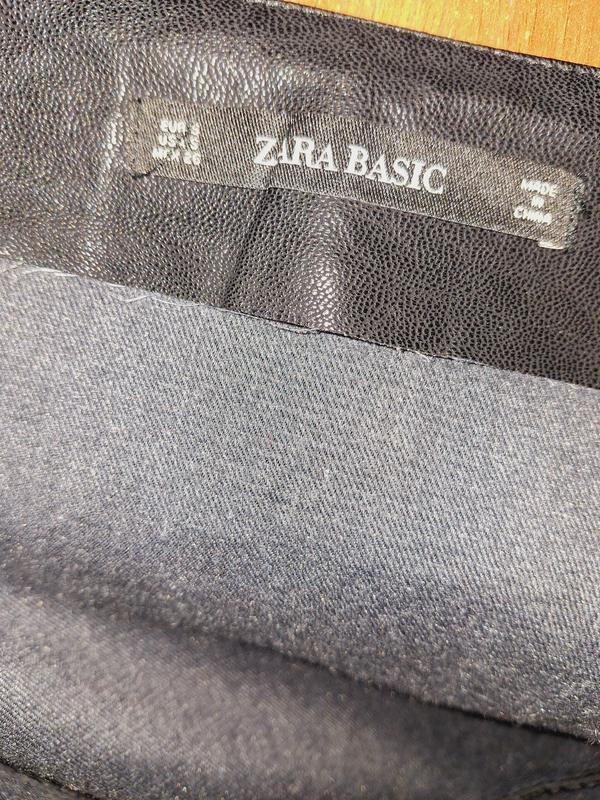 EUR S
USA S
MEX 26
ZARA BASIC
MADE
IN
CHINA